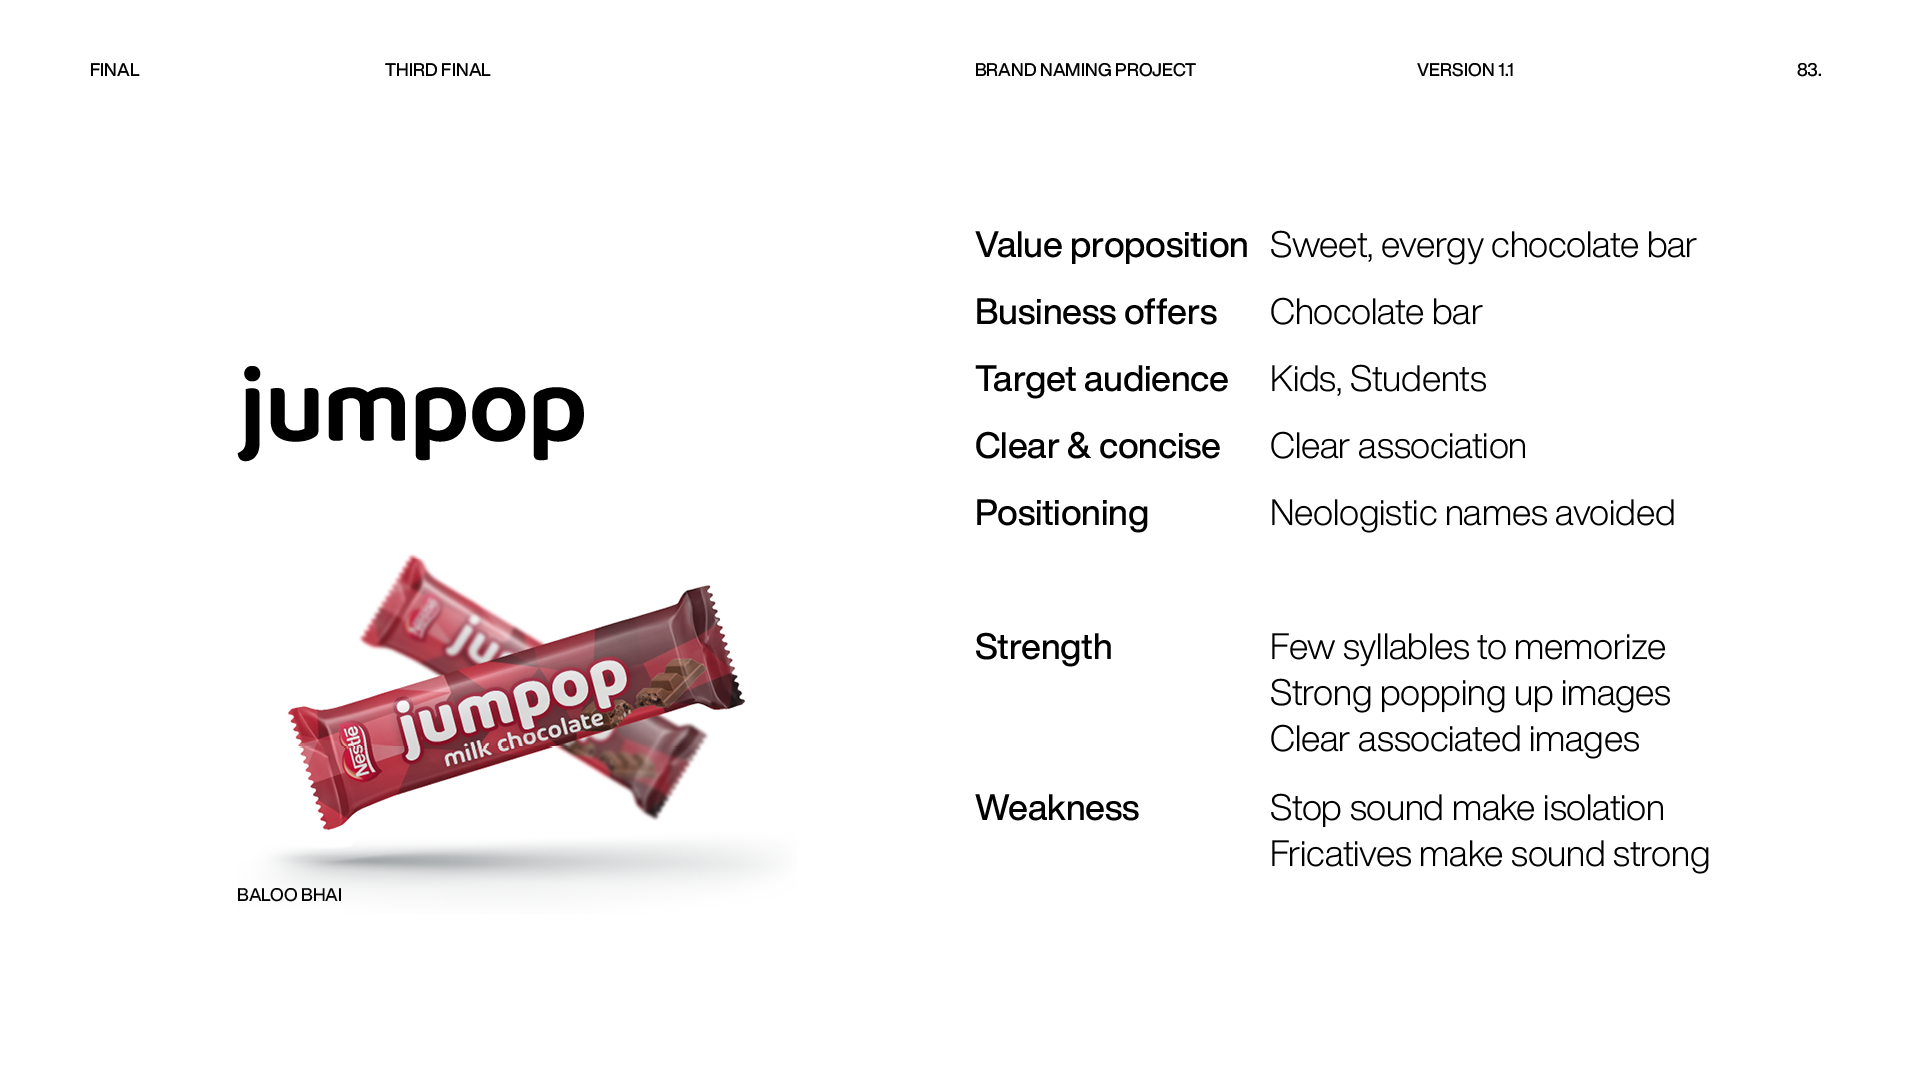 FINAL
THIRD FINAL
BRAND NAMING PROJECT
VERSION 1.1
83.
jumpop
Nestlé
ju
jumpop
milk chocolate
Nestlé
BALOO BHAI
Value proposition Sweet, evergy chocolate bar
Business offers Chocolate bar
Target audience Kids, Students
Clear & concise Clear association
Positioning Neologistic names avoided
Strength Few syllables to memorize
Strong popping up images
Clear associated images
Weakness Stop sound make isolation
Fricatives make sound strong